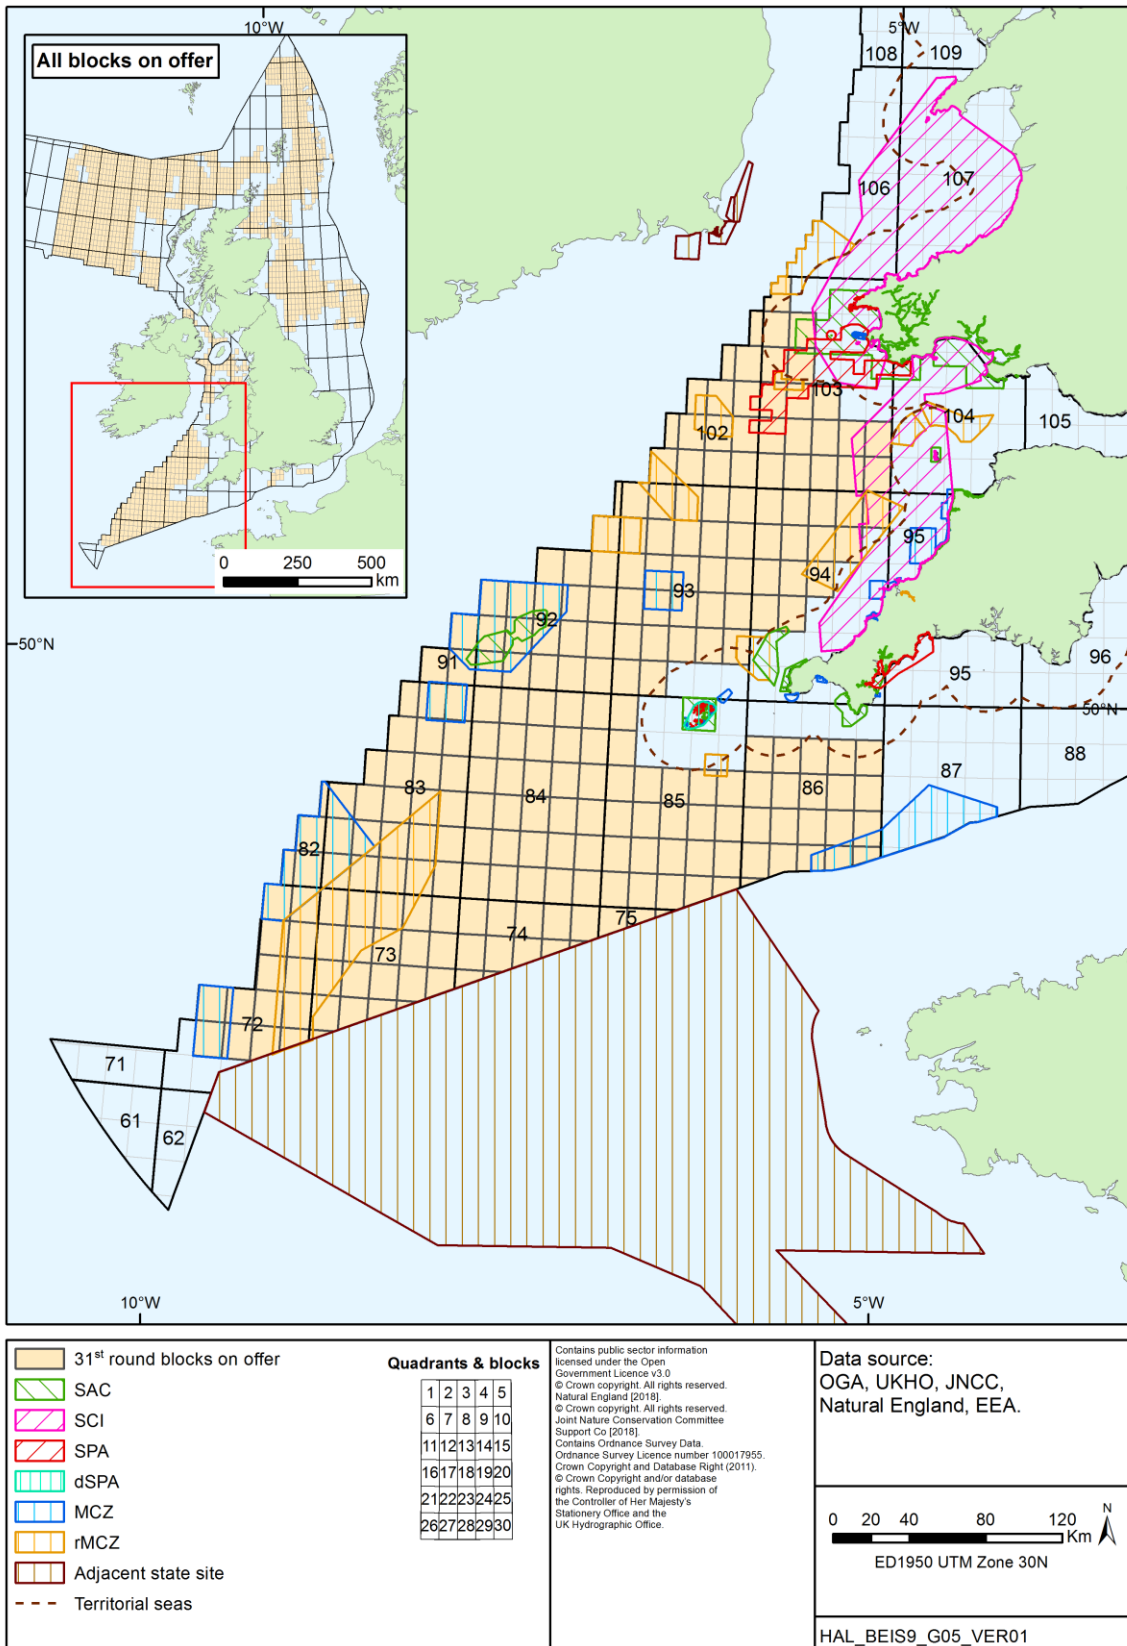 10°W
5°W
All blocks on offer
0 250 500
km
108
109
106
107
103
102
104
105
95
94
93
92
91
50°N
95
96
50°N
88
87
86
85
84
83
82
75
74
73
72
71
61
62
10°W
5°W
31st round blocks on offer
SAC
SCI
SPA
dSPA
MCZ
rMCZ
Adjacent state site
Territorial seas
Quadrants & blocks
1 2 3 4 5
6 7 8 9 10
11 12 13 14 15
16 17 18 19 20
21 22 23 24 25
26 27 28 29 30
Contains public sector information
licensed under the Open
Government Licence v3.0
© Crown copyright. All rights reserved.
Natural England [2018].
© Crown copyright. All rights reserved.
Joint Nature Conservation Committee
Support Co [2018].
Contains Ordnance Survey Data.
Ordnance Survey Licence number 100017955.
Crown Copyright and Database Right (2011).
© Crown Copyright and/or database
rights. Reproduced by permission of
the Controller of Her Majesty's
Stationery Office and the
UK Hydrographic Office.
Data source:
OGA, UKHO, JNCC,
Natural England, EEA.
0 20 40 80 120
Km
N
ED1950 UTM Zone 30N
HAL_BEIS9_G05_VER01